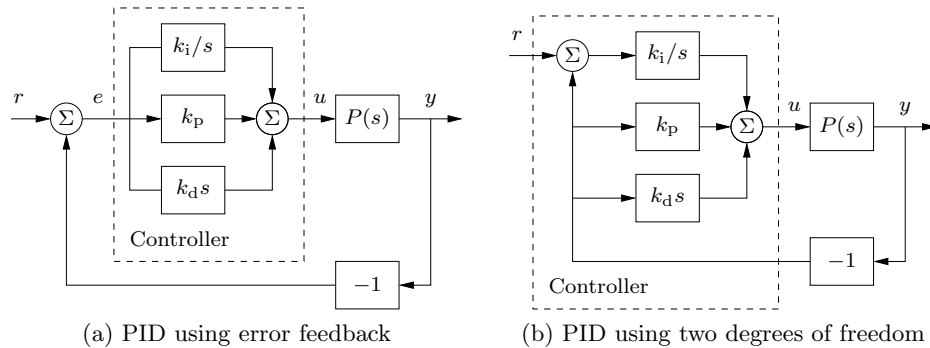 r
Σ
e
k_i/s
k_p
k_d s
Σ
u
P(s)
y
Controller
−1
(a) PID using error feedback
r
Σ
k_i/s
k_p
k_d s
Σ
u
P(s)
y
−1
Controller
(b) PID using two degrees of freedom